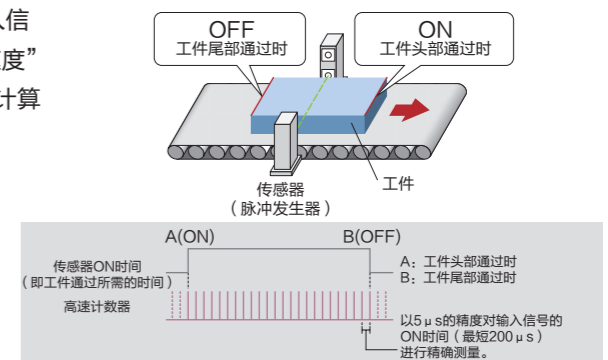 入信
OFF
工件尾部通过时
ON
工件头部通过时
度”
计算
传感器
（脉冲发生器）
工件
A(ON)
B(OFF)
传感器ON时间
（即工件通过所需的时间）
高速计数器
A：工件头部通过时
B：工件尾部通过时
以5μs的精度对输入信号的
ON时间（最短200μs）
进行精确测量。